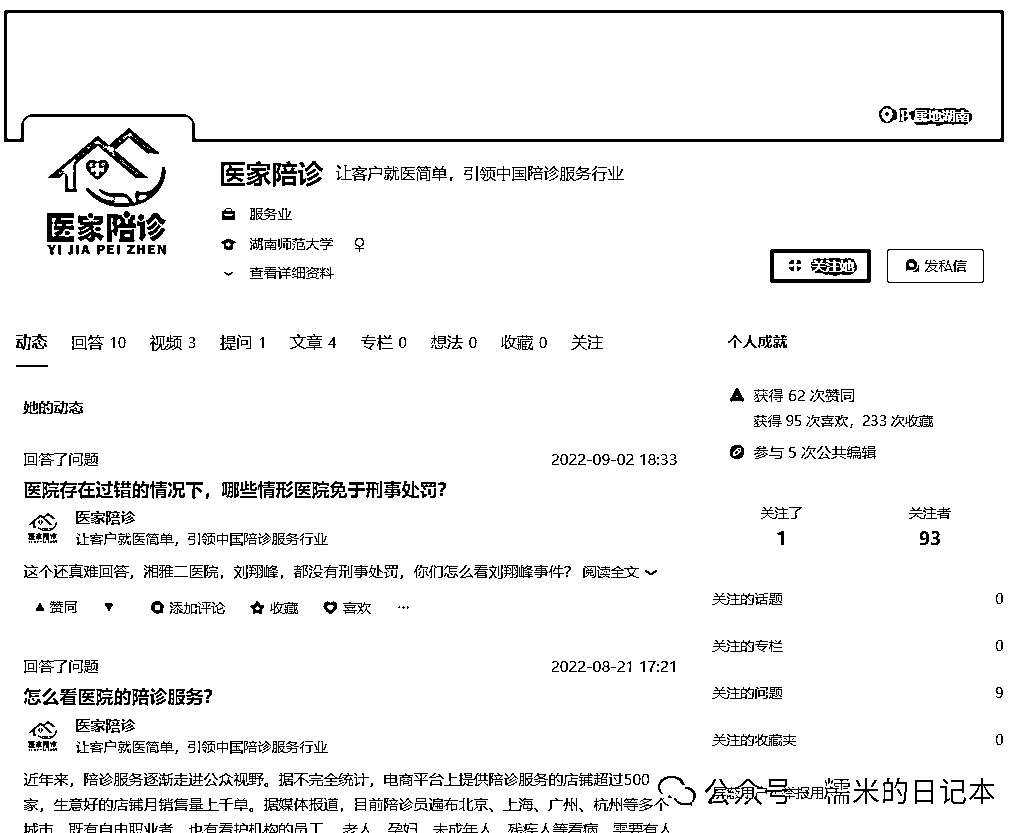 医家陪诊
YI JIA PEI ZHEN
医家陪诊 让客户就医简单，引领中国陪诊服务行业
服务业
湖南师范大学
查看详细资料
关注她
发私信
动态 回答 10 视频 3 提问 1 文章 4 专栏 0 想法 0 收藏 0 关注
她的动态
回答了问题 2022-09-02 18:33
医院存在过错的情况下，哪些情形医院免于刑事处罚？
医家陪诊
让客户就医简单，引领中国陪诊服务行业
这个还真难回答，湘雅二医院，刘翔峰，都没有刑事处罚，你们怎么看刘翔峰事件？ 阅读全文
赞同 添加评论 收藏 喜欢 ···
回答了问题 2022-08-21 17:21
怎么看医院的陪诊服务？
医家陪诊
让客户就医简单，引领中国陪诊服务行业
近年来，陪诊服务逐渐走进公众视野。据不完全统计，电商平台上提供陪诊服务的店铺超过500
家，生意好的店铺月销售量上千单。据媒体报道，目前陪诊员遍布北京、上海、广州、杭州等多个
城市，既有自由职业者，也有看护机构的员工，老人、孕妇、未成年人、残疾人等看病，需要有人
个人成就
获得 62 次赞同
获得 95 次喜欢，233 次收藏
参与 5 次公共编辑
关注了 关注者
1 93
关注的话题 0
关注的专栏 0
关注的问题 9
关注的收藏夹 0
公众号 糯米的日记本